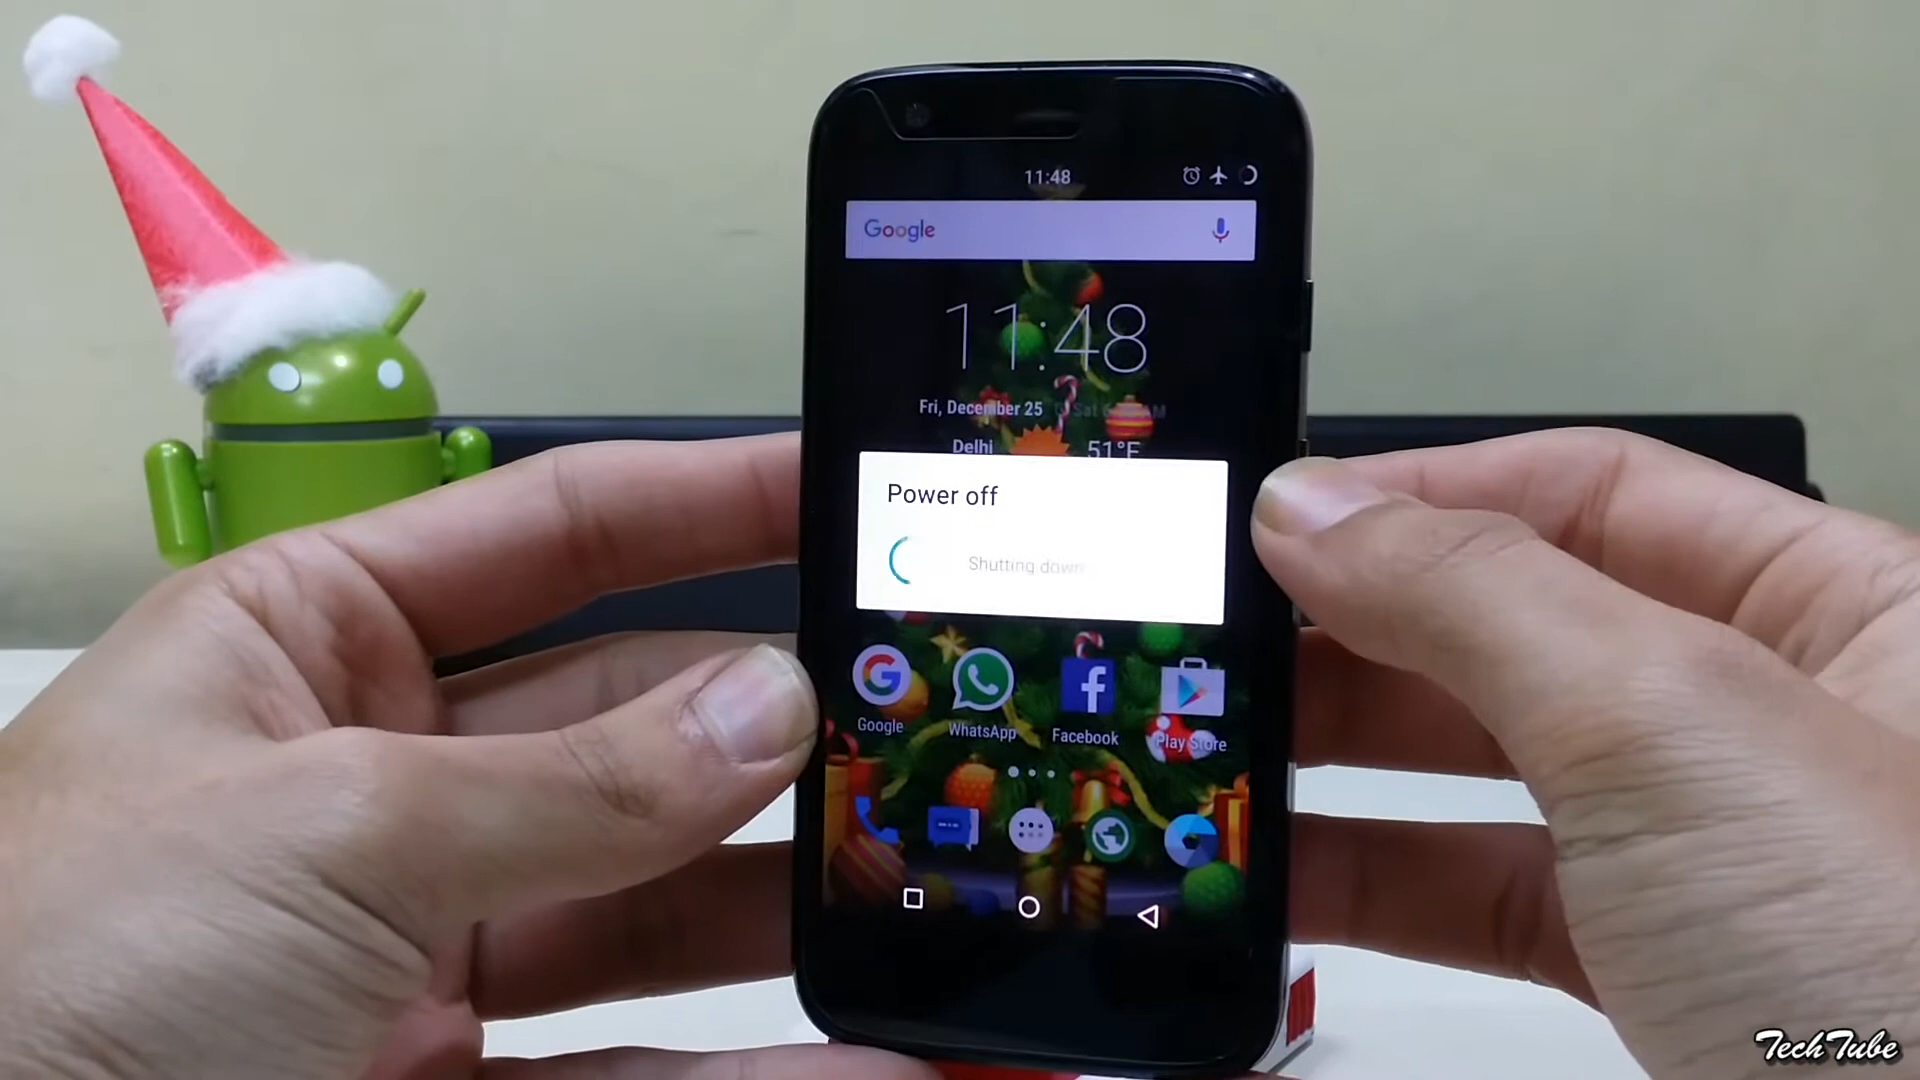 11:48
Google
11:48
Fri, December 25
Sat
Delhi
51°F
Power off
Shutting down
Google
WhatsApp
Facebook
Play Store
TechTube